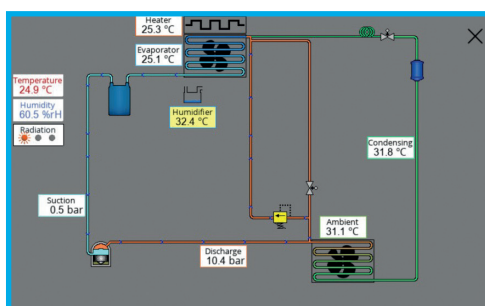 Heater
25.3 °C
Evaporator
25.1 °C
Temperature
24.9 °C
Humidity
60.5 %rH
Radiation
Humidifier
32.4 °C
Condensing
31.8 °C
Suction
0.5 bar
Ambient
31.1 °C
Discharge
10.4 bar